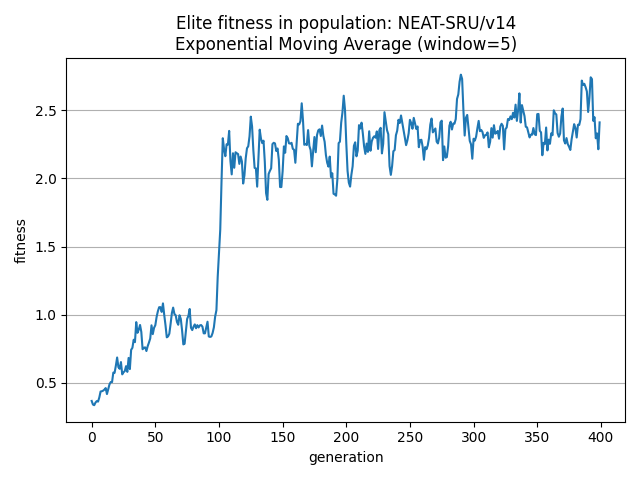 Elite fitness in population: NEAT-SRU/v14
Exponential Moving Average (window=5)
fitness
2.5
2.0
1.5
1.0
0.5
0 50 100 150 200 250 300 350 400
generation